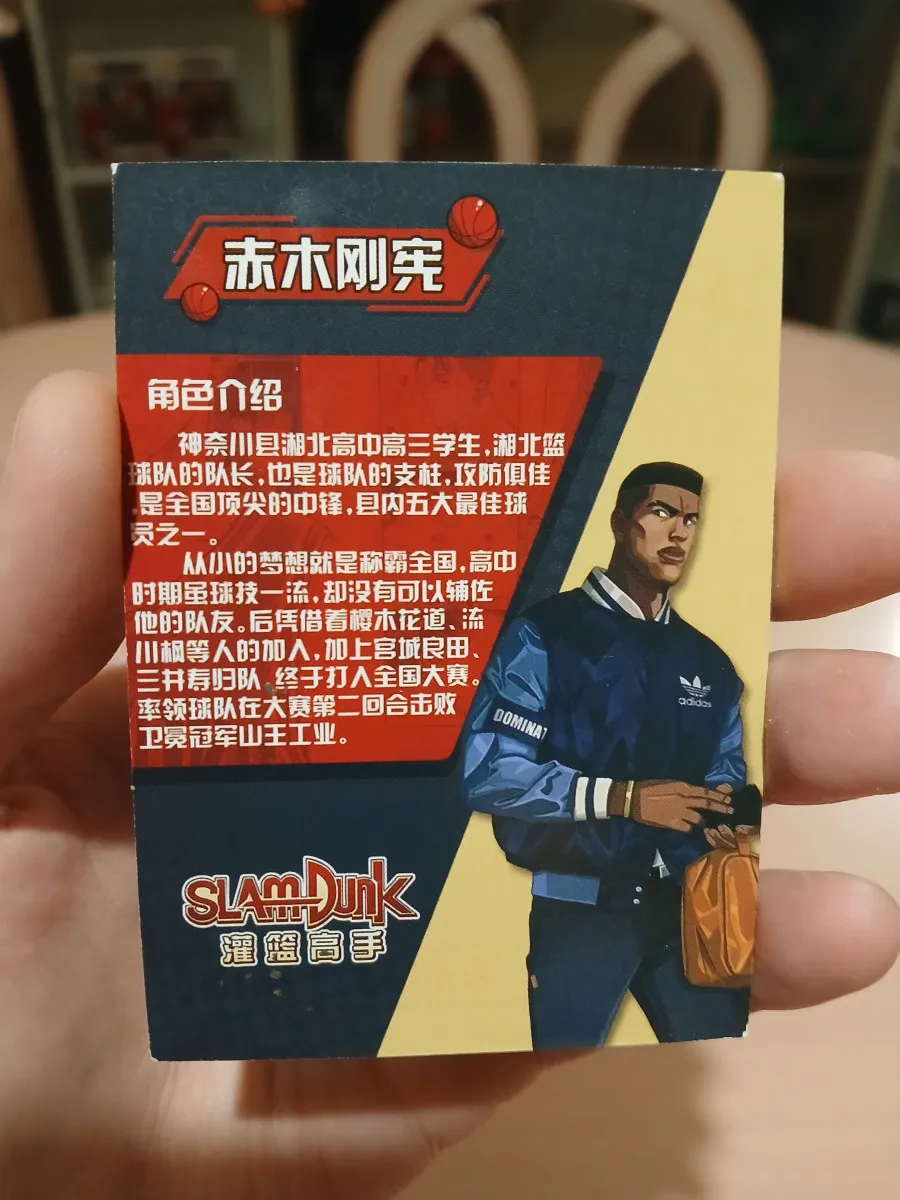 赤木刚宪
角色介绍
神奈川县湘北高中高三学生,湘北篮
球队的队长,也是球队的支柱,攻防俱佳
,是全国顶尖的中锋,县内五大最佳球
员之一。
从小的梦想就是称霸全国,高中
时期虽球技一流,却没有可以辅佐
他的队友。后凭借着樱木花道、流
川枫等人的加入,加上宫城良田、
三井寿归队 终于打入全国大赛。
率领球队在大赛第二回合击败
卫冕冠军山王工业。
adidas
DOMINAT
SLAM DUNK
灌篮高手